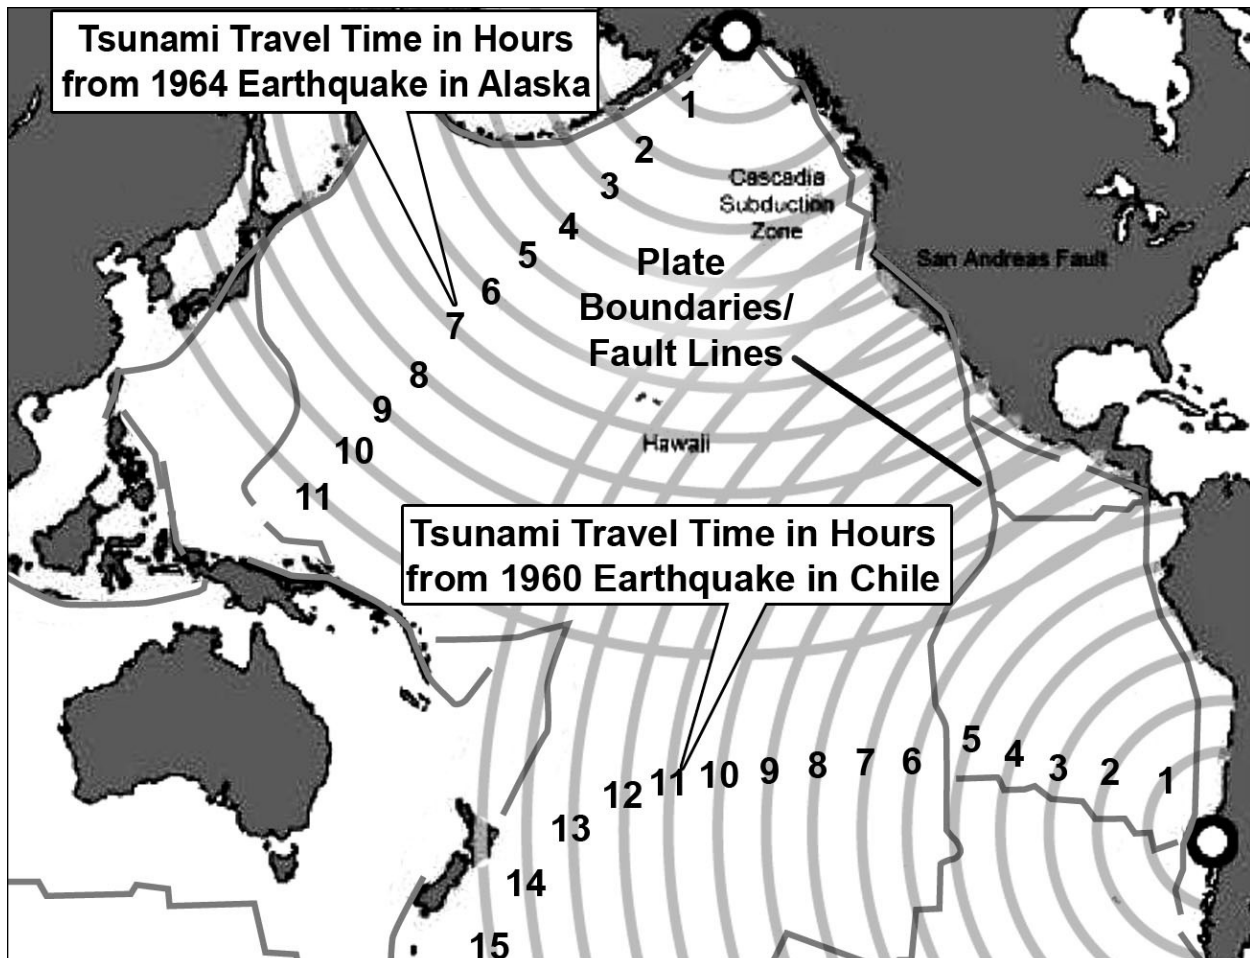 Tsunami Travel Time in Hours
from 1964 Earthquake in Alaska
1
2
3
4
5
6
7
8
9
10
11
Cascadia
Subduction
Zone
San Andreas Fault
Plate
Boundaries/
Fault Lines
Hawaii
Tsunami Travel Time in Hours
from 1960 Earthquake in Chile
1
2
3
4
5
6
7
8
9
10
11
12
13
14
15